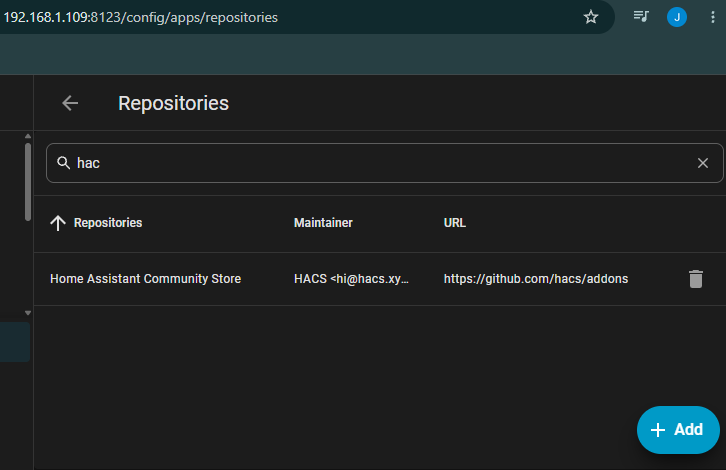 192.168.1.109:8123/config/apps/repositories
J
Repositories
hac
Repositories Maintainer URL
Home Assistant Community Store HACS <hi@hacs.xy... https://github.com/hacs/addons
Add